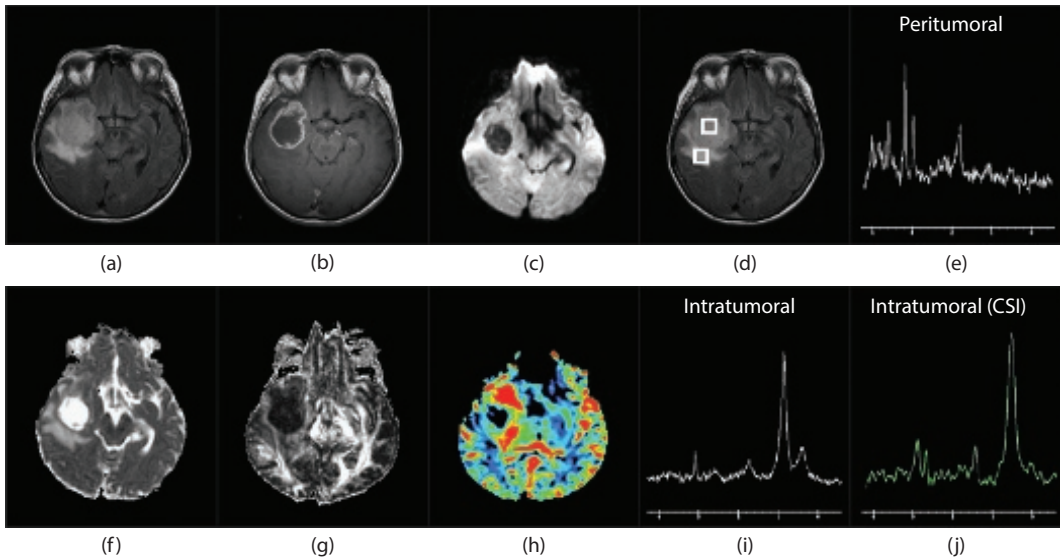 Peritumoral
(a)
(b)
(c)
(d)
(e)
Intratumoral
Intratumoral (CSI)
(f)
(g)
(h)
(i)
(j)